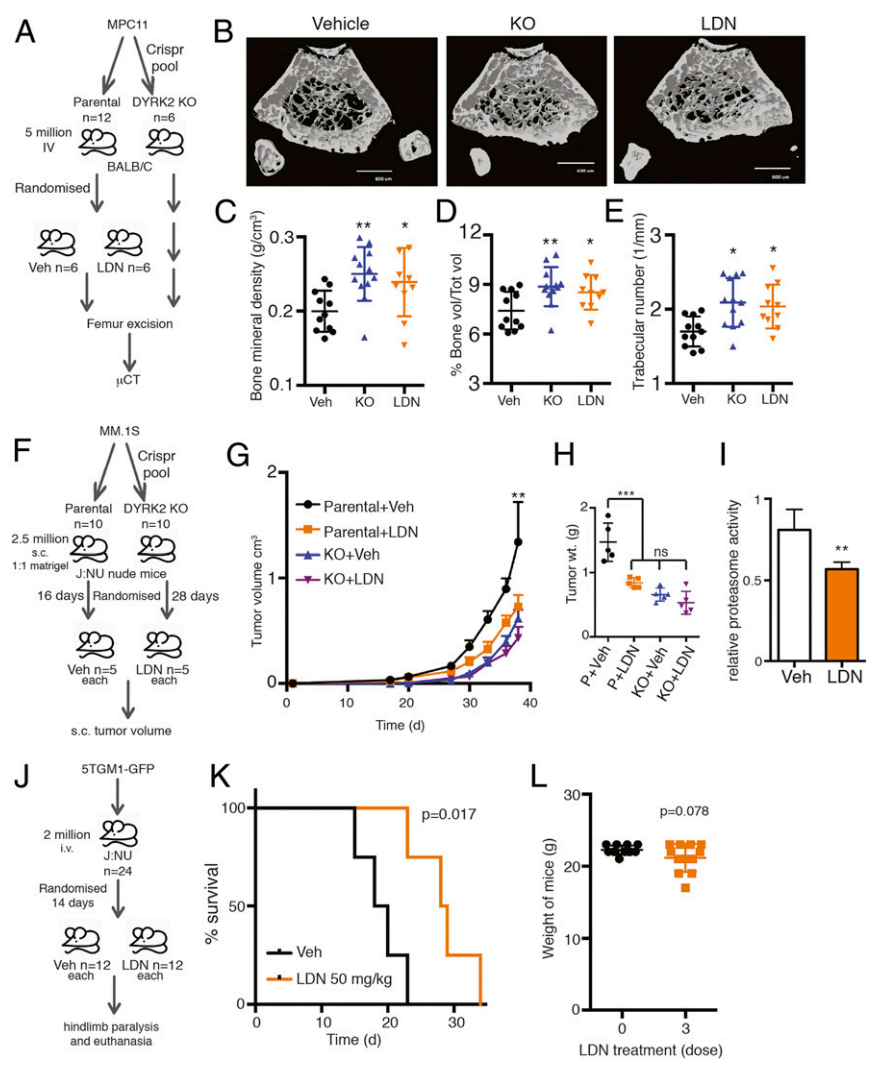 A
MPC11
Crispr
pool
Parental
n=12
DYRK2 KO
n=6
5 million
IV
BALB/C
Randomised
Veh n=6
LDN n=6
Femur excision
μCT
B
Vehicle
KO
LDN
600 um
600 um
600 um
C
Bone mineral density (g/cm³)
0.3
0.2
0.1
**
*
Veh
KO
LDN
D
% Bone vol/Tot vol
12
9
6
3
**
*
Veh
KO
LDN
E
Trabecular number (1/mm)
3
2
1
*
*
Veh
KO
LDN
F
MM.1S
Crispr
pool
Parental
n=10
DYRK2 KO
n=10
2.5 million
s.c.
1:1 matrigel
J:NU nude mice
16 days
Randomised
28 days
Veh n=5
each
LDN n=5
each
s.c. tumor volume
G
Tumor volume cm³
2
1
0
Parental+Veh
Parental+LDN
KO+Veh
KO+LDN
**
0
10
20
30
40
Time (d)
H
Tumor wt. (g)
2
1
0
***
ns
P+Veh
P+LDN
KO+Veh
KO+LDN
I
relative proteasome activity
1
0.5
0
**
Veh
LDN
J
5TGM1-GFP
2 million
i.v.
J:NU
n=24
Randomised
14 days
Veh n=12
each
LDN n=12
each
hindlimb paralysis
and euthanasia
K
% survival
100
50
0
p=0.017
Veh
LDN 50 mg/kg
0
10
20
30
Time (d)
L
Weight of mice (g)
30
20
10
0
p=0.078
0
3
LDN treatment (dose)